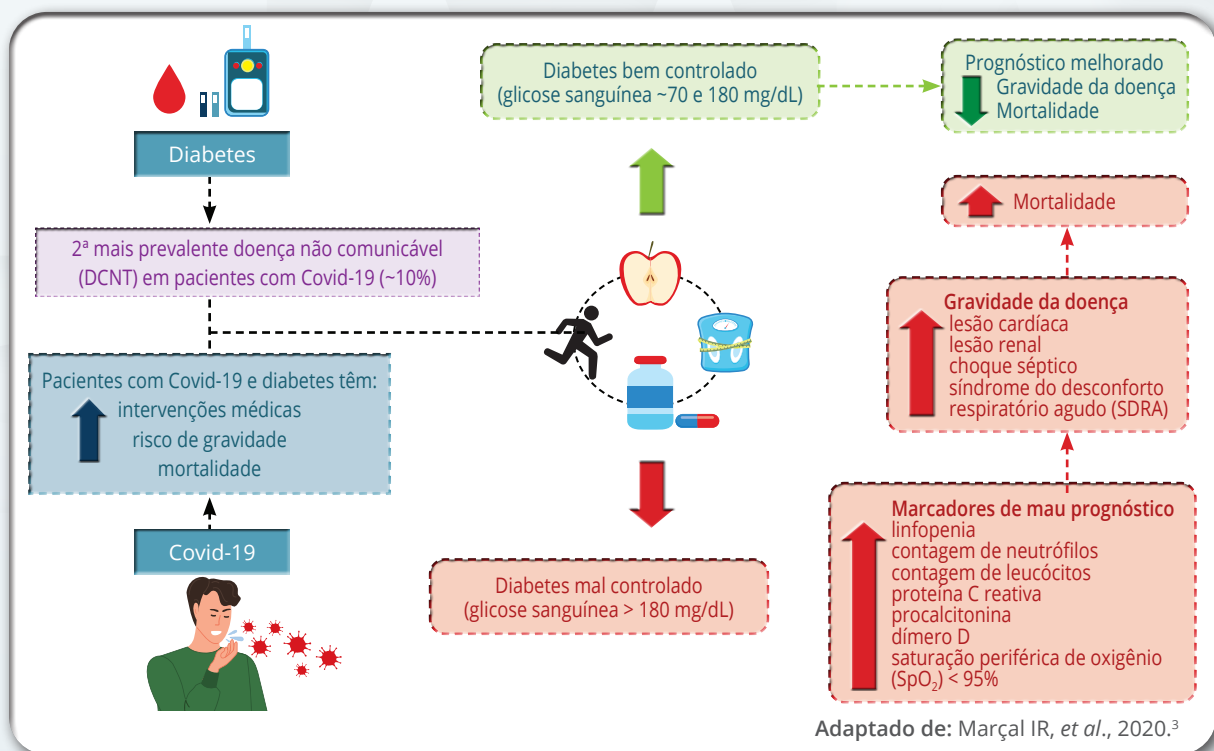 Diabetes
2ª mais prevalente doença não comunicável
(DCNT) em pacientes com Covid-19 (~10%)
Pacientes com Covid-19 e diabetes têm:
intervenções médicas
risco de gravidade
mortalidade
Covid-19
Diabetes bem controlado
(glicose sanguínea ~70 e 180 mg/dL)
Prognóstico melhorado
Gravidade da doença
Mortalidade
Diabetes mal controlado
(glicose sanguínea > 180 mg/dL)
Mortalidade
Gravidade da doença
lesão cardíaca
lesão renal
choque séptico
síndrome do desconforto
respiratório agudo (SDRA)
Marcadores de mau prognóstico
linfopenia
contagem de neutrófilos
contagem de leucócitos
proteína C reativa
procalcitonina
dímero D
saturação periférica de oxigênio
(SpO₂) < 95%
Adaptado de: Marçal IR, et al., 2020.³